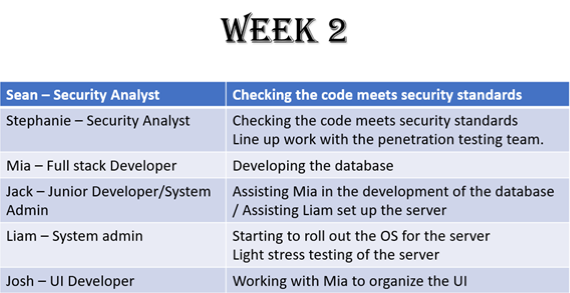 WEEK 2
Sean – Security Analyst
Checking the code meets security standards
Stephanie – Security Analyst
Checking the code meets security standards
Line up work with the penetration testing team.
Mia – Full stack Developer
Developing the database
Jack – Junior Developer/System
Admin
Assisting Mia in the development of the database
/ Assisting Liam set up the server
Liam – System admin
Starting to roll out the OS for the server
Light stress testing of the server
Josh – UI Developer
Working with Mia to organize the UI